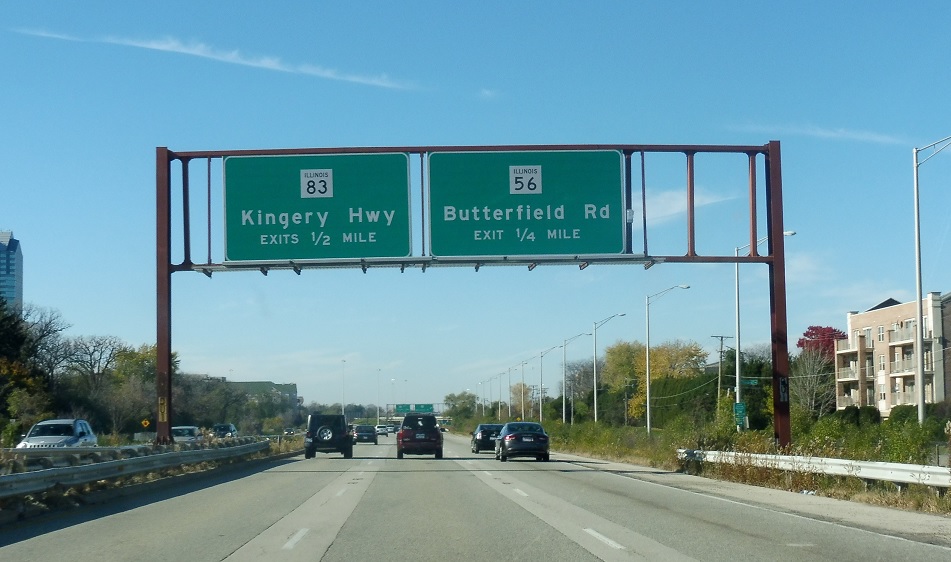 ILLINOIS
83
Kingery Hwy
EXITS 1/2 MILE
ILLINOIS
56
Butterfield Rd
EXIT 1/4 MILE